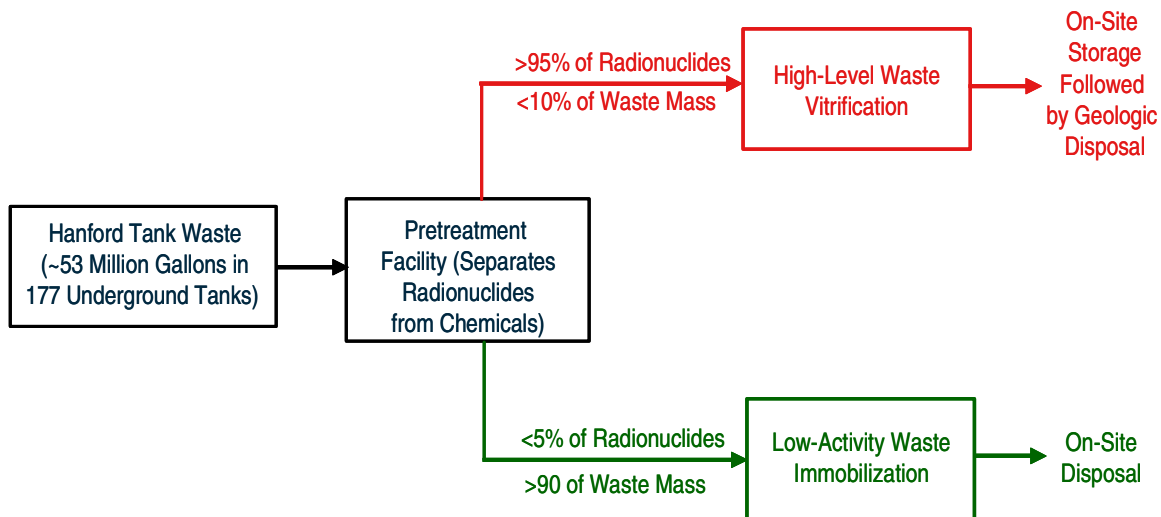 Hanford Tank Waste
(~53 Million Gallons in
177 Underground Tanks)
Pretreatment
Facility (Separates
Radionuclides
from Chemicals)
>95% of Radionuclides
<10% of Waste Mass
High-Level Waste
Vitrification
On-Site
Storage
Followed
by Geologic
Disposal
<5% of Radionuclides
>90 of Waste Mass
Low-Activity Waste
Immobilization
On-Site
Disposal